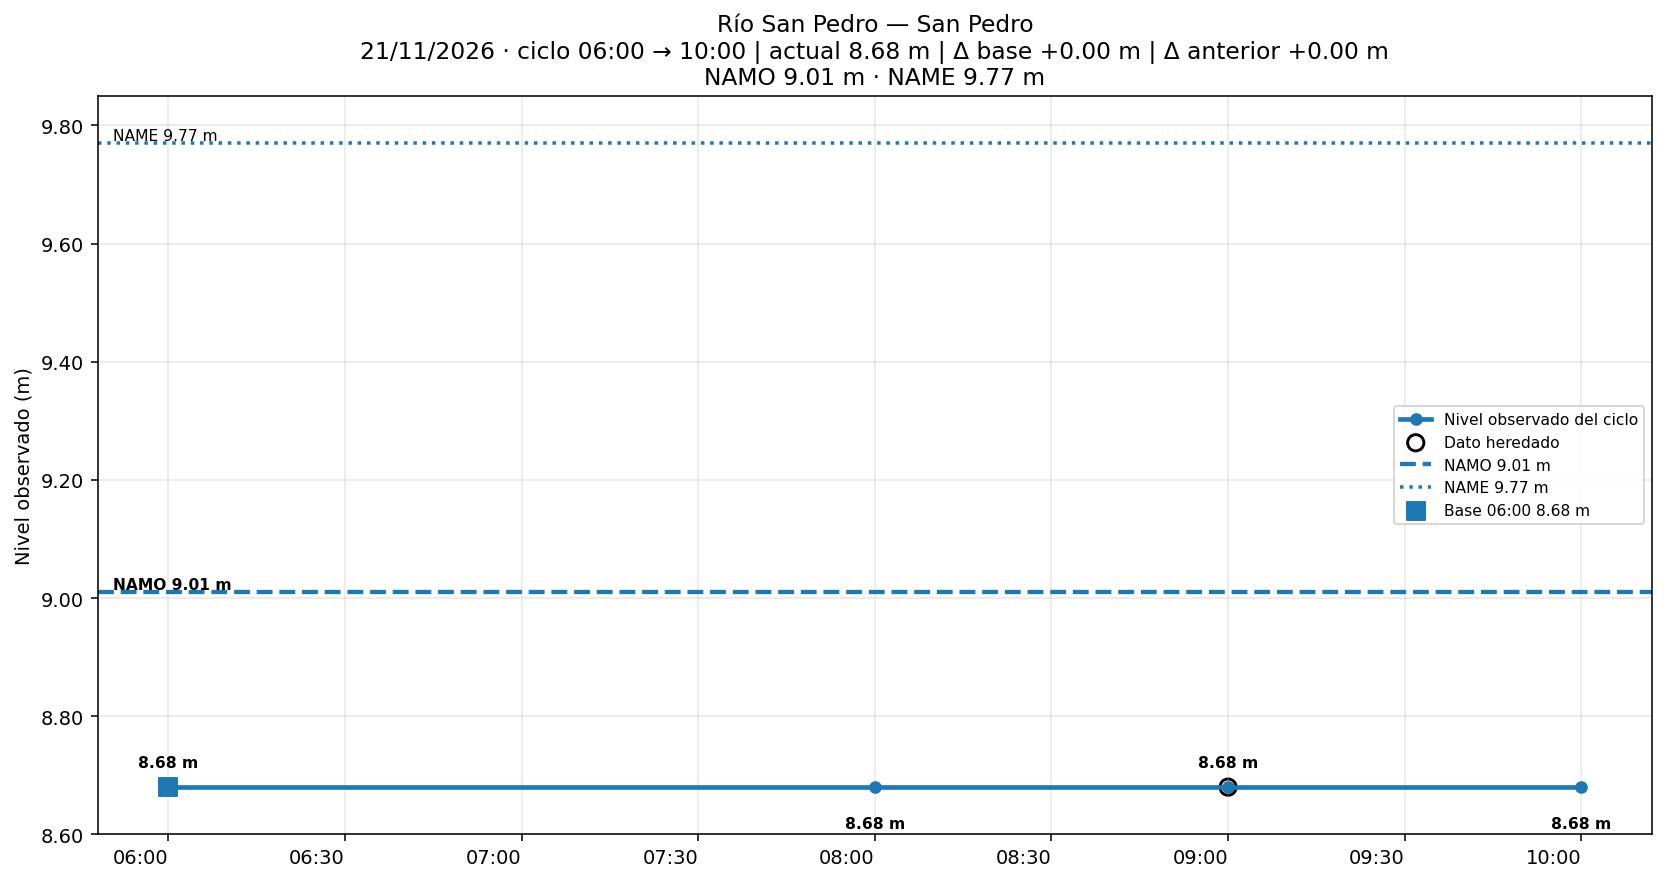 Río San Pedro — San Pedro
21/11/2026 · ciclo 06:00 → 10:00 | actual 8.68 m | Δ base +0.00 m | Δ anterior +0.00 m
NAMO 9.01 m · NAME 9.77 m
Nivel observado (m)
9.80
9.60
9.40
9.20
9.00
8.80
8.60
NAME 9.77 m
NAMO 9.01 m
Nivel observado del ciclo
Dato heredado
NAMO 9.01 m
NAME 9.77 m
Base 06:00 8.68 m
8.68 m
8.68 m
8.68 m
8.68 m
06:00
06:30
07:00
07:30
08:00
08:30
09:00
09:30
10:00